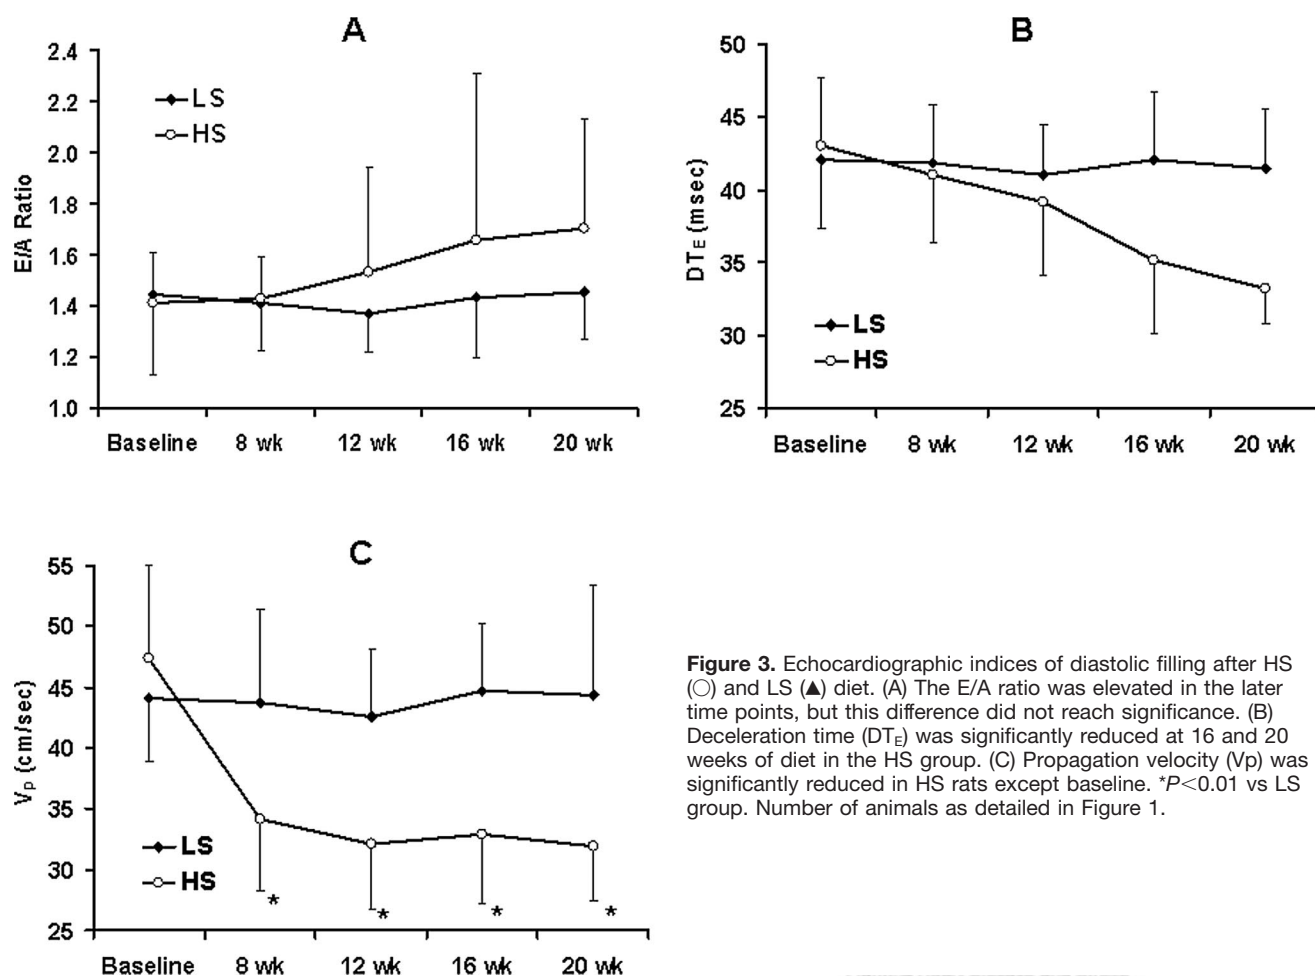 A
2.4
2.2
2.0
1.8
1.6
1.4
1.2
1.0
E/A Ratio
LS
HS
Baseline 8 wk 12 wk 16 wk 20 wk
B
50
45
40
35
30
25
DTE (msec)
LS
HS
Baseline 8 wk 12 wk 16 wk 20 wk
C
55
50
45
40
35
30
25
Vp (cm/sec)
LS
HS
* * * *
Baseline 8 wk 12 wk 16 wk 20 wk
Figure 3. Echocardiographic indices of diastolic filling after HS
(○) and LS (▲) diet. (A) The E/A ratio was elevated in the later
time points, but this difference did not reach significance. (B)
Deceleration time (DTE) was significantly reduced at 16 and 20
weeks of diet in the HS group. (C) Propagation velocity (Vp) was
significantly reduced in HS rats except baseline. *P<0.01 vs LS
group. Number of animals as detailed in Figure 1.